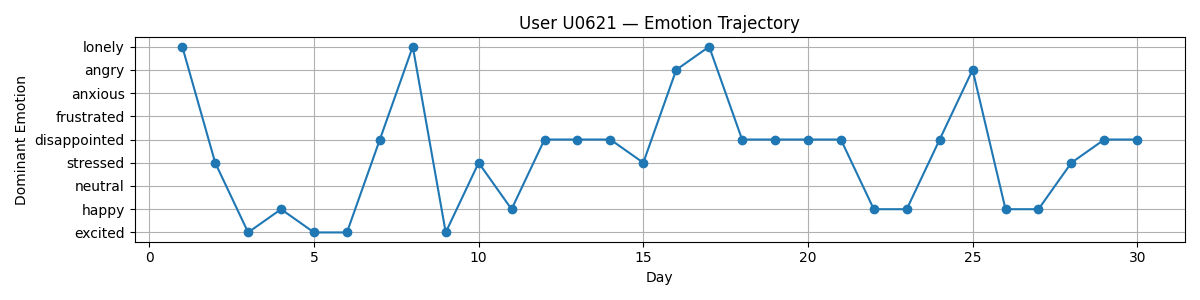 User U0621 — Emotion Trajectory
Dominant Emotion
lonely
angry
anxious
frustrated
disappointed
stressed
neutral
happy
excited
0 5 10 15 20 25 30
Day